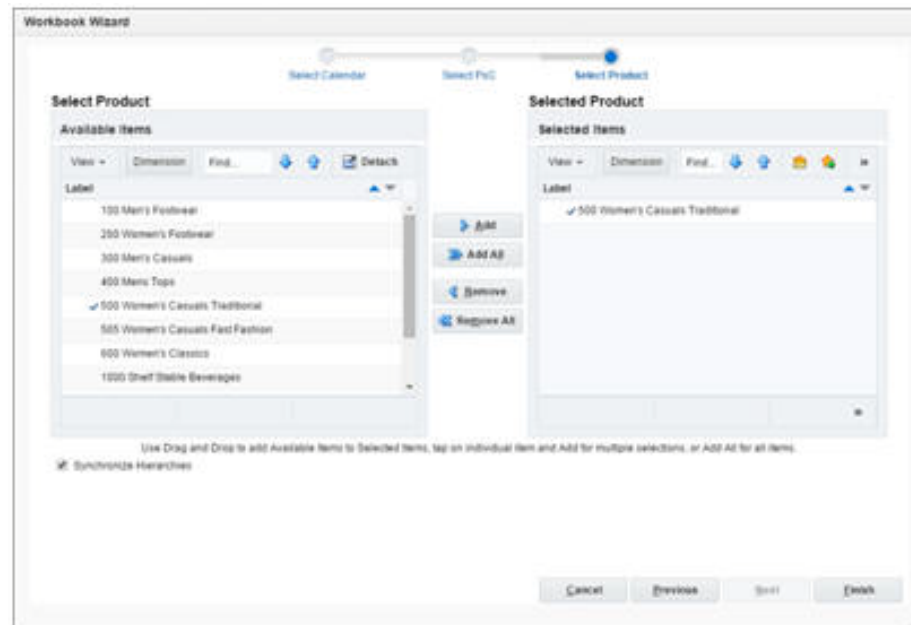 Workbook Wizard
Select Calendar
Select PoC
Select Product
Select Product
Available Items
View
Dimension
Find...
Detach
Label
100 Men's Footwear
200 Women's Footwear
300 Men's Casuals
400 Mens Tops
500 Women's Casuals Traditional
505 Women's Casuals Fast Fashion
600 Women's Classics
1000 Shelf Stable Beverages
Add
Add All
Remove
Remove All
Selected Product
Selected Items
View
Dimension
Find...
»
Label
500 Women's Casuals Traditional
»
Use Drag and Drop to add Available Items to Selected Items, tap on individual item and Add for multiple selections, or Add All for all items.
Synchronize Hierarchies
Cancel
Previous
Next
Finish